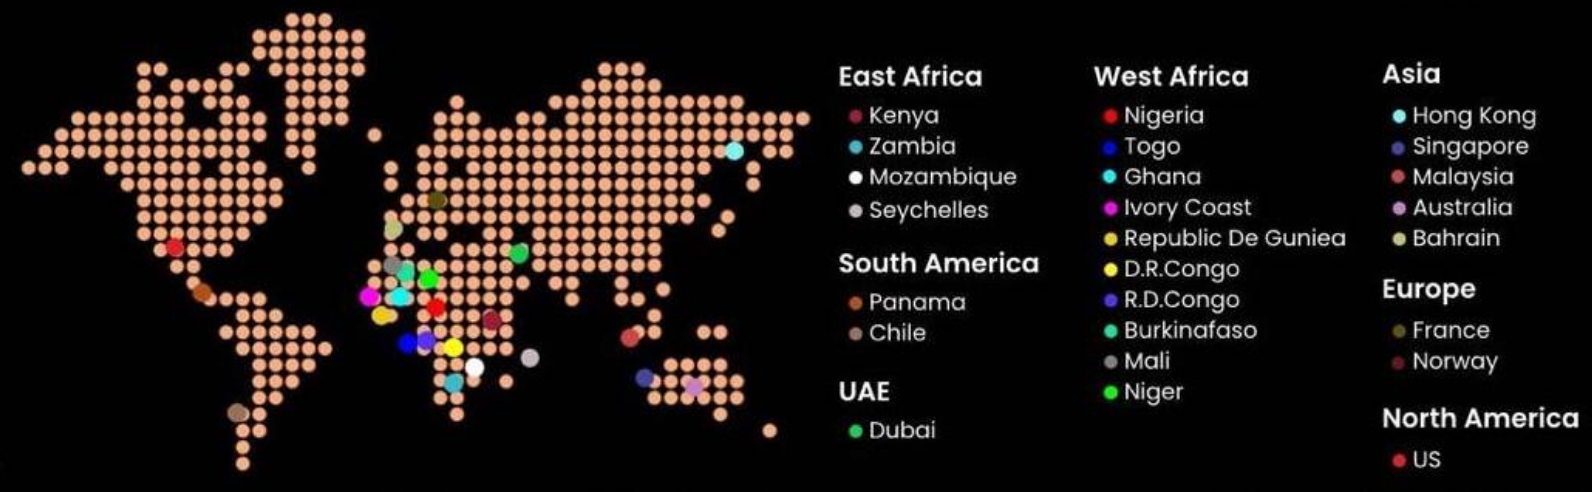 East Africa
Kenya
Zambia
Mozambique
Seychelles
South America
Panama
Chile
UAE
Dubai
West Africa
Nigeria
Togo
Ghana
Ivory Coast
Republic De Guniea
D.R.Congo
R.D.Congo
Burkinafaso
Mali
Niger
Asia
Hong Kong
Singapore
Malaysia
Australia
Bahrain
Europe
France
Norway
North America
US